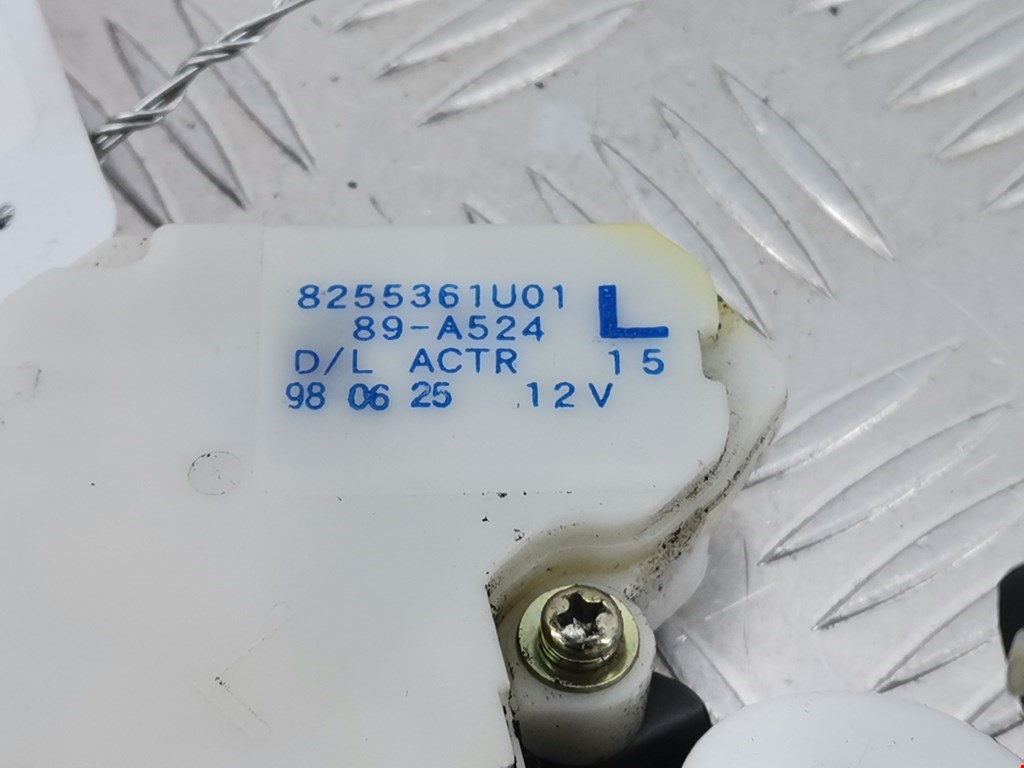 8255361U01 L
89-A524
D/L ACTR 15
98 06 25 12V